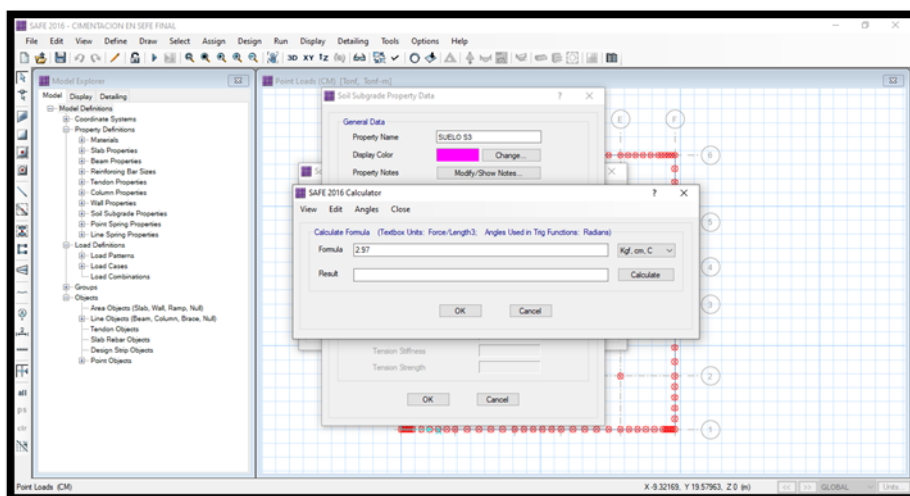 SAFE 2016 - CIMENTACION EN SEFE FINAL
File Edit View Define Draw Select Assign Design Run Display Detailing Tools Options Help
3D XY
Model Explorer
Model Display Detailing
Model Definitions
Coordinate Systems
Property Definitions
Materials
Slab Properties
Beam Properties
Reinforcing Bar Sizes
Tendon Properties
Column Properties
Wall Properties
Soil Subgrade Properties
Point Spring Properties
Line Spring Properties
Load Definitions
Load Patterns
Load Cases
Load Combinations
Groups
Objects
Area Objects (Slab, Wall, Ramp, Null)
Line Objects (Beam, Column, Brace, Null)
Tendon Objects
Slab Rebar Objects
Design Strip Objects
Point Objects
all
ps
clr
Point Loads (CM) [Tonf, Tonf-m]
Soil Subgrade Property Data ? X
General Data
Property Name SUELO S3
Display Color Change...
Property Notes Modify/Show Notes...
SAFE 2016 Calculator ? X
View Edit Angles Close
Calculate Formula (Textbox Units: Force/Length3; Angles Used in Trig Functions: Radians)
Formula 2.97 Kgf, cm, C
Result Calculate
OK Cancel
Tension Stiffness
Tension Strength
OK Cancel
E F
6
5
4
3
2
1
Point Loads (CM) X -9.32169, Y 19.57963, Z 0 (m) << >> GLOBAL Units...